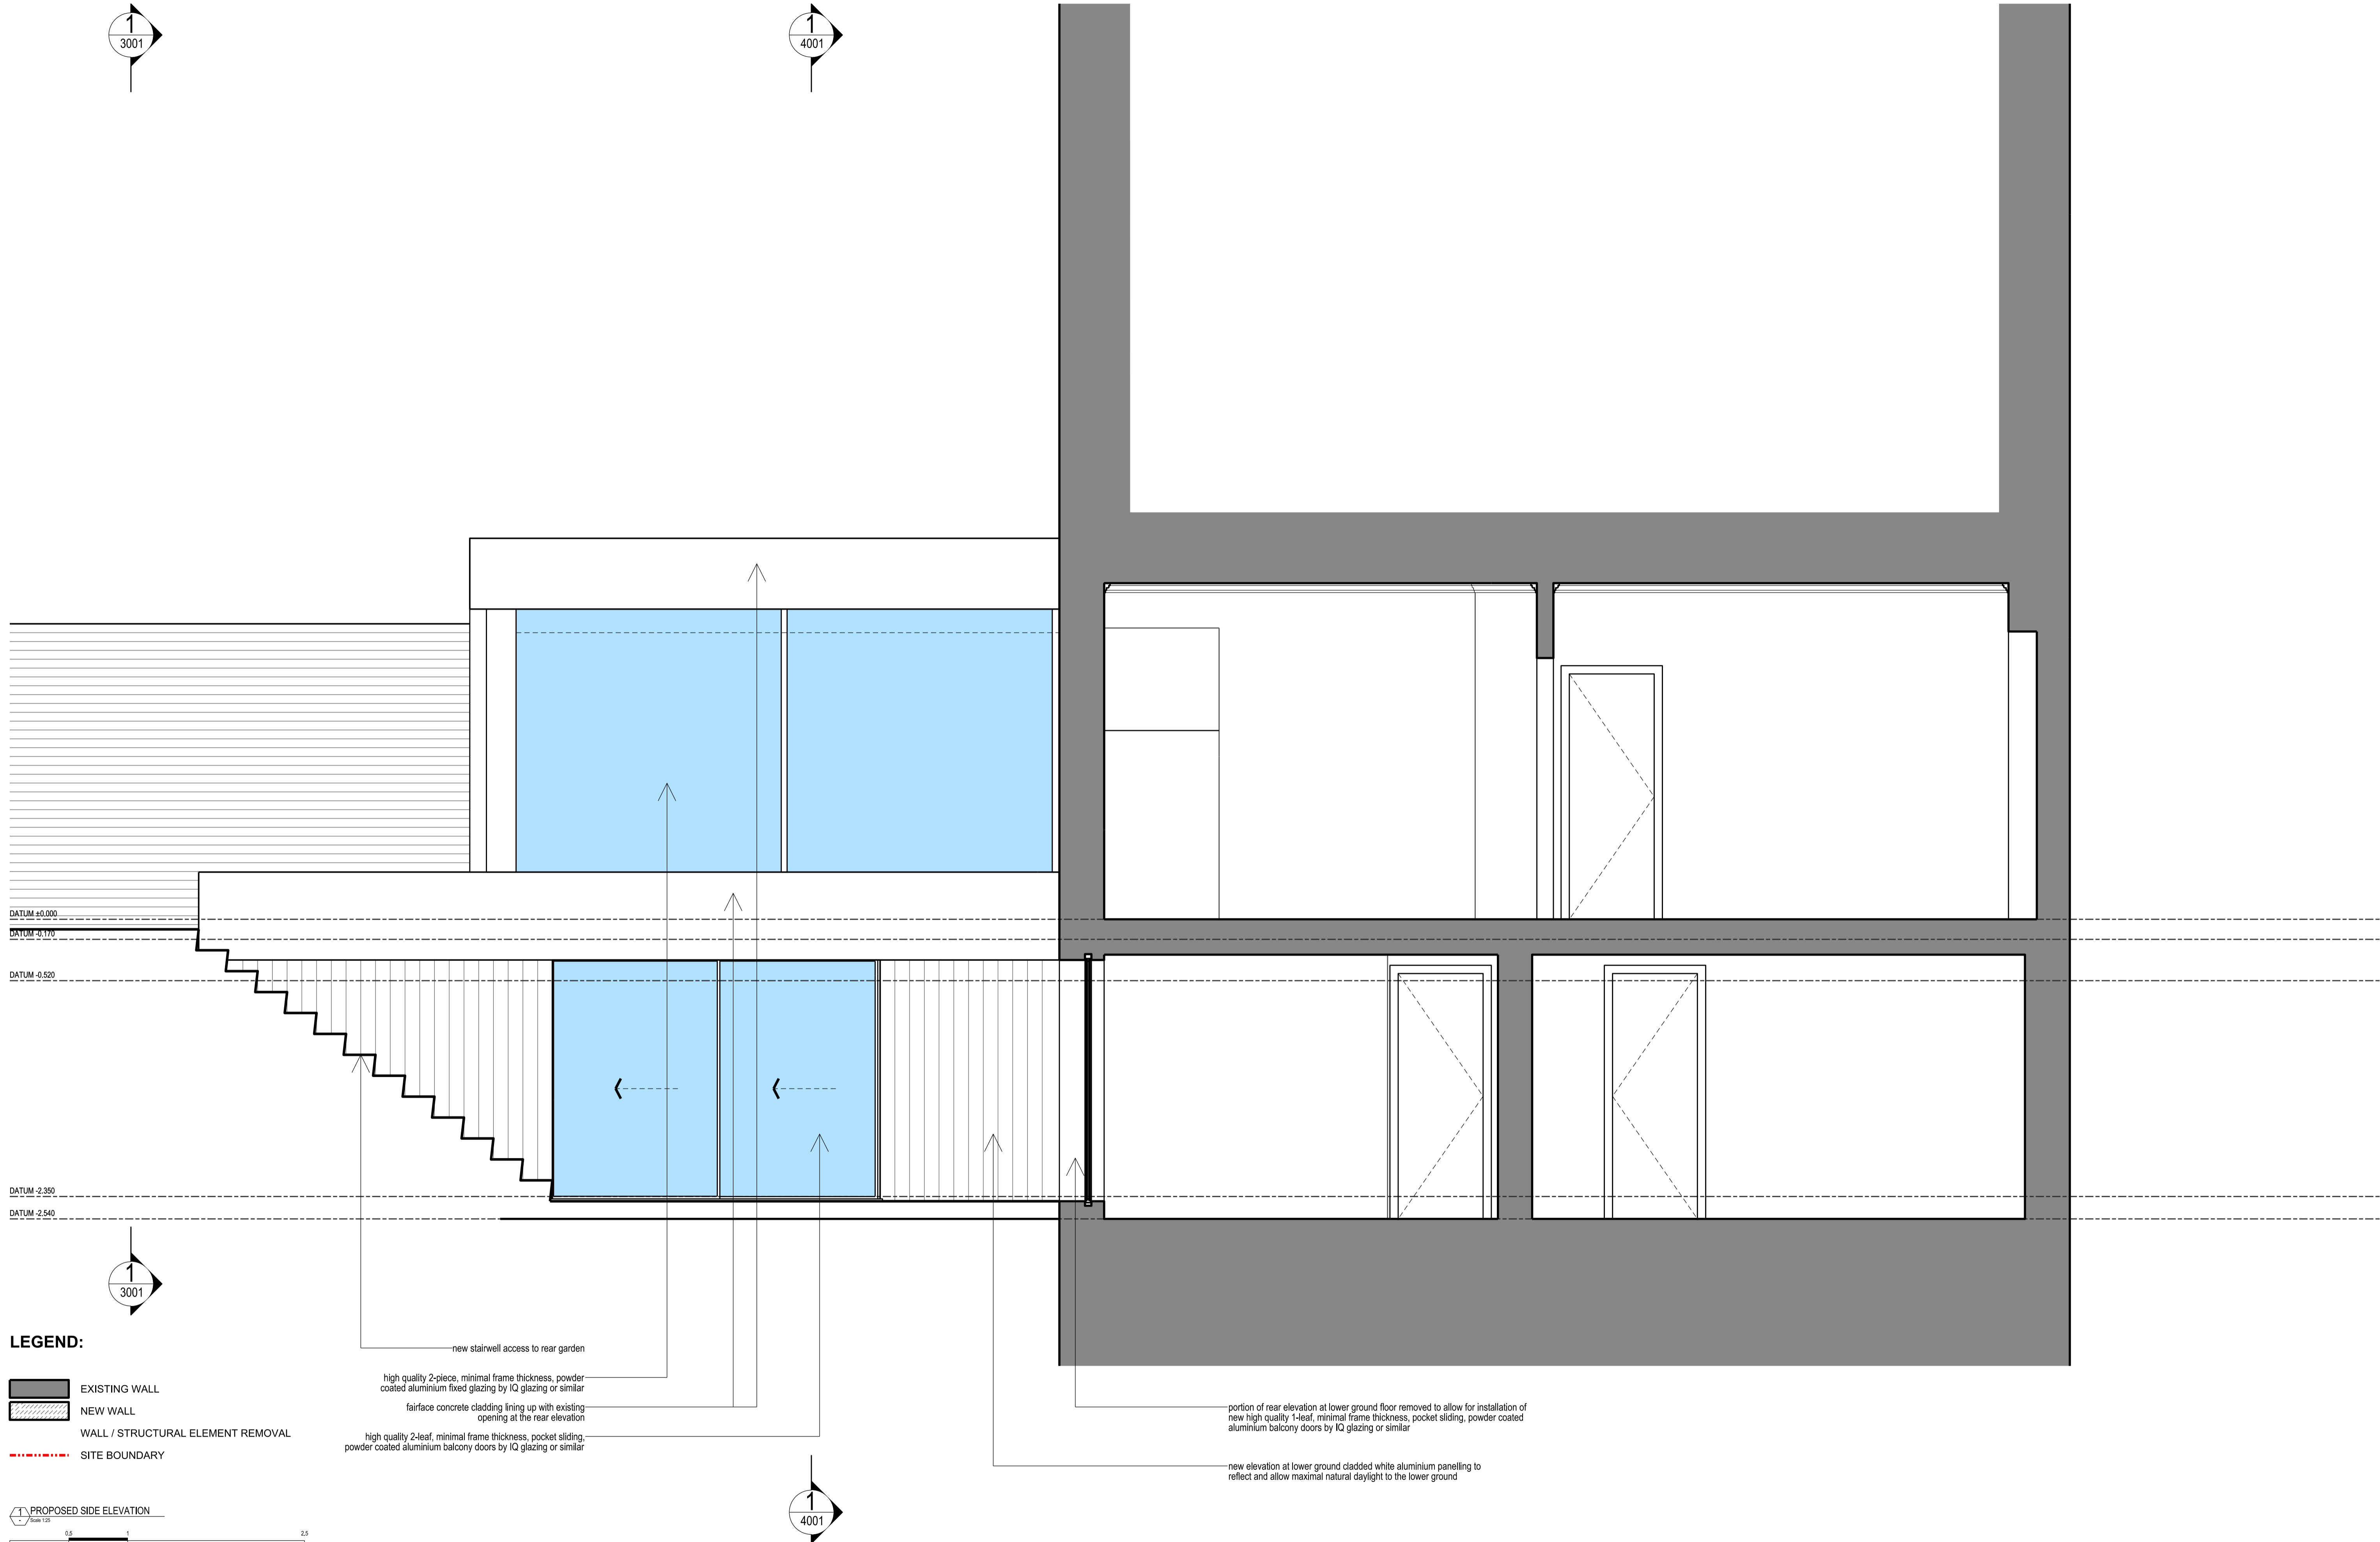 1
3001
1
4001
DATUM ±0,000
DATUM -0,170
DATUM -0.520
DATUM -2.350
DATUM -2,540
1
3001
LEGEND:
EXISTING WALL
NEW WALL
WALL / STRUCTURAL ELEMENT REMOVAL
SITE BOUNDARY
new stairwell access to rear garden
high quality 2-piece, minimal frame thickness, powder
coated aluminium fixed glazing by IQ glazing or similar
fairface concrete cladding lining up with existing
opening at the rear elevation
high quality 2-leaf, minimal frame thickness, pocket sliding,
powder coated aluminium balcony doors by IQ glazing or similar
portion of rear elevation at lower ground floor removed to allow for installation of
new high quality 1-leaf, minimal frame thickness, pocket sliding, powder coated
aluminium balcony doors by IQ glazing or similar
new elevation at lower ground cladded white aluminium panelling to
reflect and allow maximal natural daylight to the lower ground
1
4001
1
-
PROPOSED SIDE ELEVATION
Scale 1:25
0,5 1 2,5